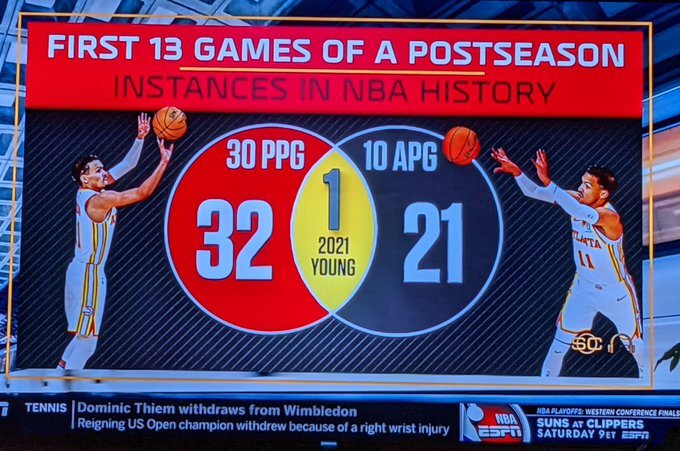 FIRST 13 GAMES OF A POSTSEASON
INSTANCES IN NBA HISTORY
30 PPG
32
1
2021
YOUNG
10 APG
21
ATLANTA
11
SC
TENNIS
Dominic Thiem withdraws from Wimbledon
Reigning US Open champion withdrew because of a right wrist injury
NBA
ESPN
NBA PLAYOFFS: WESTERN CONFERENCE FINALS
SUNS AT CLIPPERS
SATURDAY 9ET ESPN